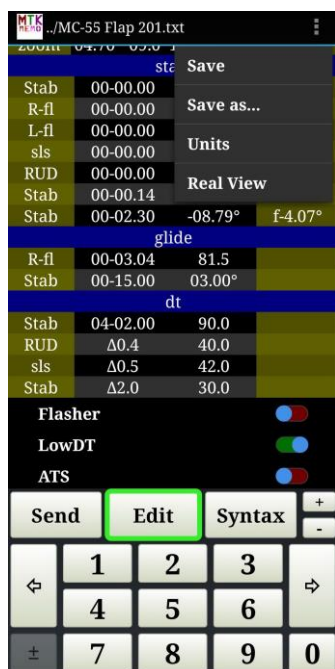 MTK MEMO ../MC-55 Flap 201.txt
zoom 04.70
sta Save
Stab 00-00.00
R-fl 00-00.00 Save as...
L-fl 00-00.00
sls 00-00.00 Units
RUD 00-00.00
Stab 00-00.14 Real View
Stab 00-02.30 -08.79° f-4.07°
glide
R-fl 00-03.04 81.5
Stab 00-15.00 03.00°
dt
Stab 04-02.00 90.0
RUD Δ0.4 40.0
sls Δ0.5 42.0
Stab Δ2.0 30.0
Flasher
LowDT
ATS
Send Edit Syntax + -
1 2 3
⇦ ⇨
4 5 6
± 7 8 9 0